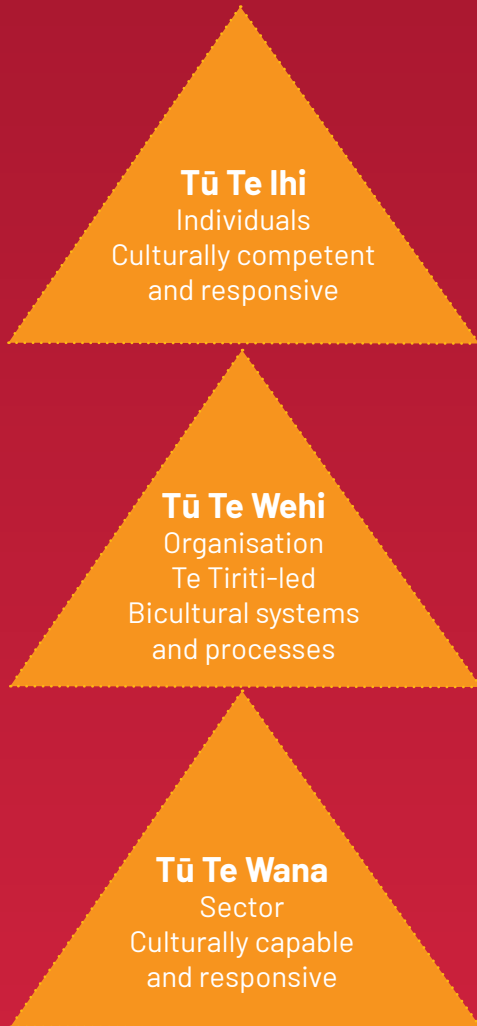 Tū Te Ihi
Individuals
Culturally competent
and responsive
Tū Te Wehi
Organisation
Te Tiriti-led
Bicultural systems
and processes
Tū Te Wana
Sector
Culturally capable
and responsive